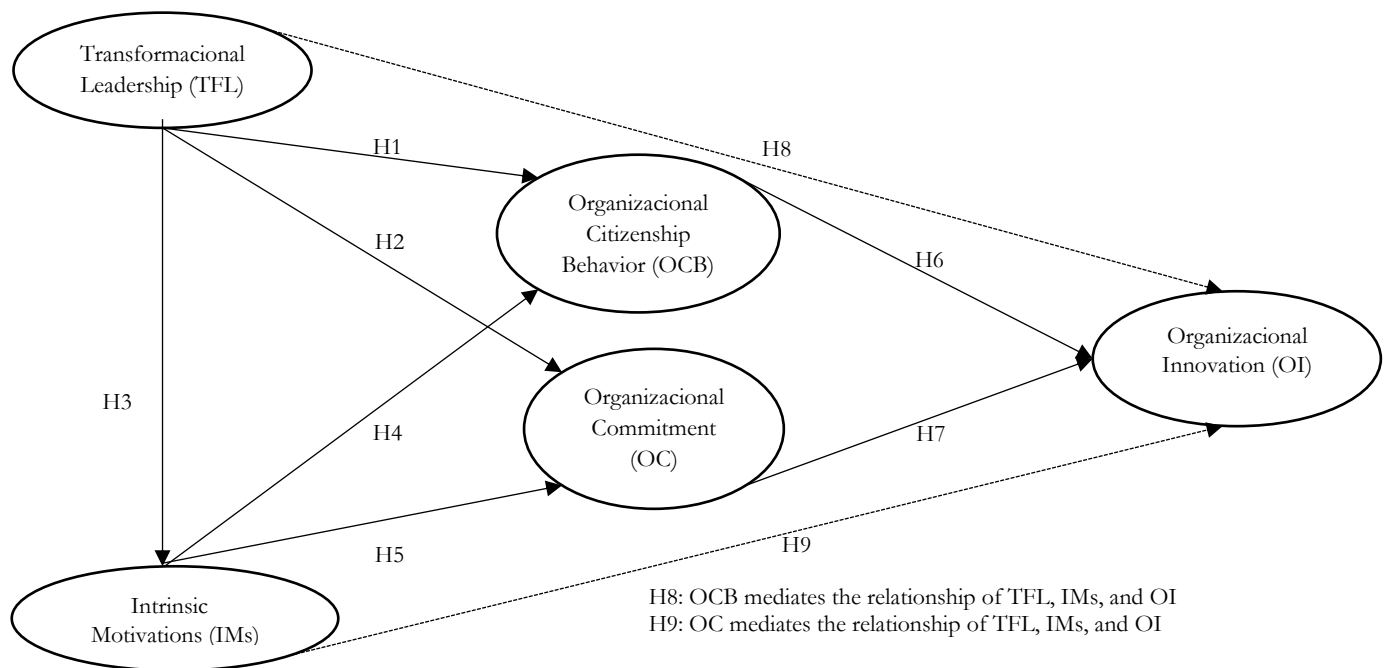 Transformacional
Leadership (TFL)
H1
H8
Organizacional
Citizenship
Behavior (OCB)
H2
H6
Organizacional
Innovation (OI)
H3
Organizacional
Commitment
(OC)
H4
H7
H5
H9
Intrinsic
Motivations (IMs)
H8: OCB mediates the relationship of TFL, IMs, and OI
H9: OC mediates the relationship of TFL, IMs, and OI